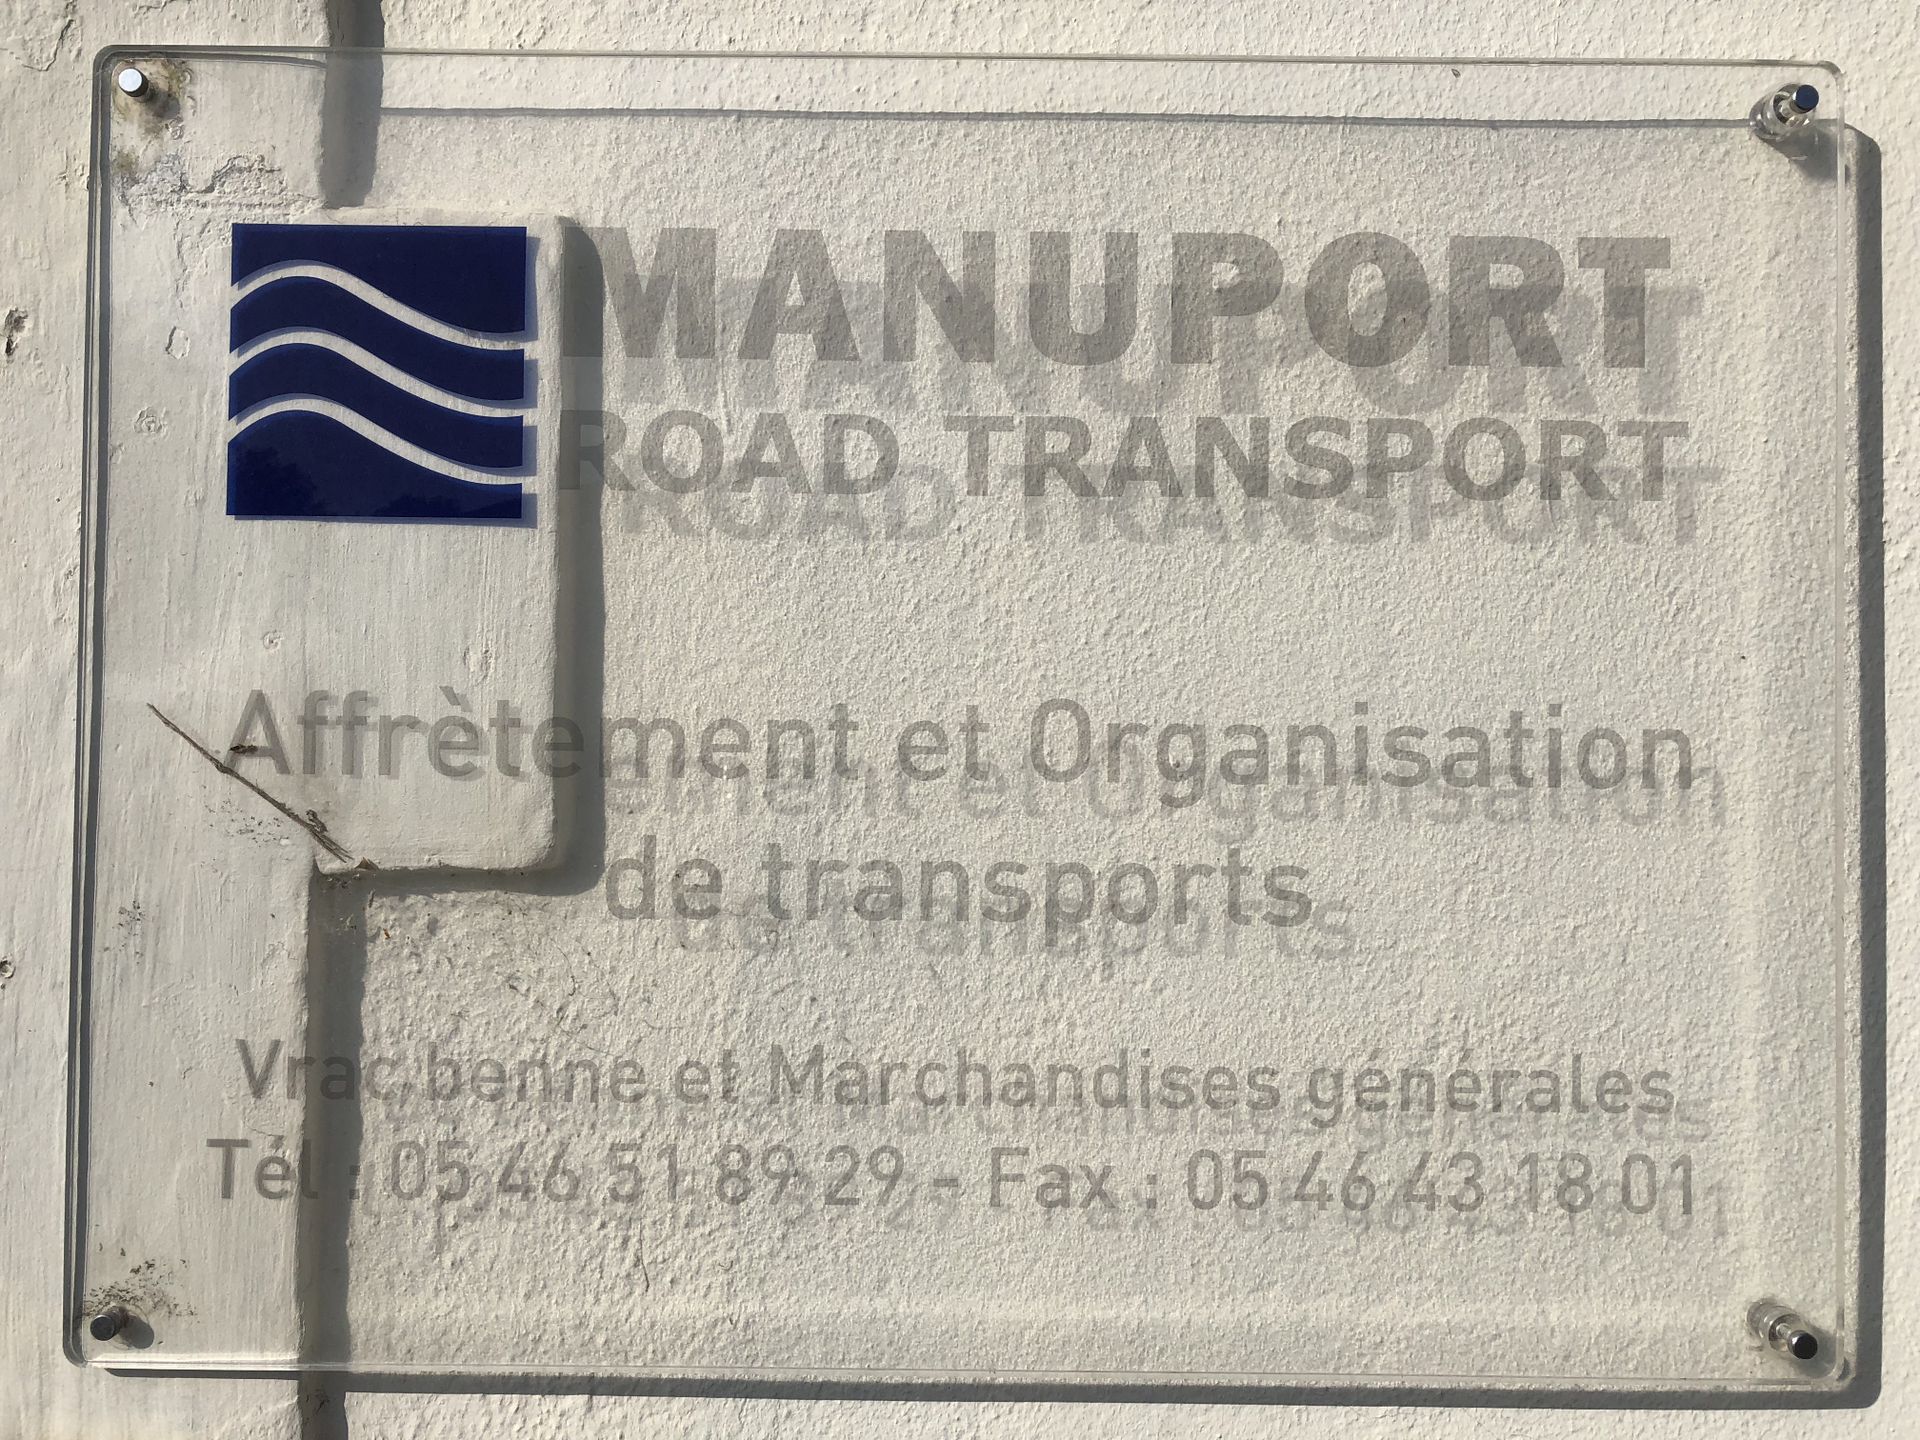 MANUPORT
ROAD TRANSPORT
Affrètement et Organisation
de transports
Vrac benne et Marchandises générales
Tél : 05 46 51 89 29 - Fax : 05 46 43 18 01